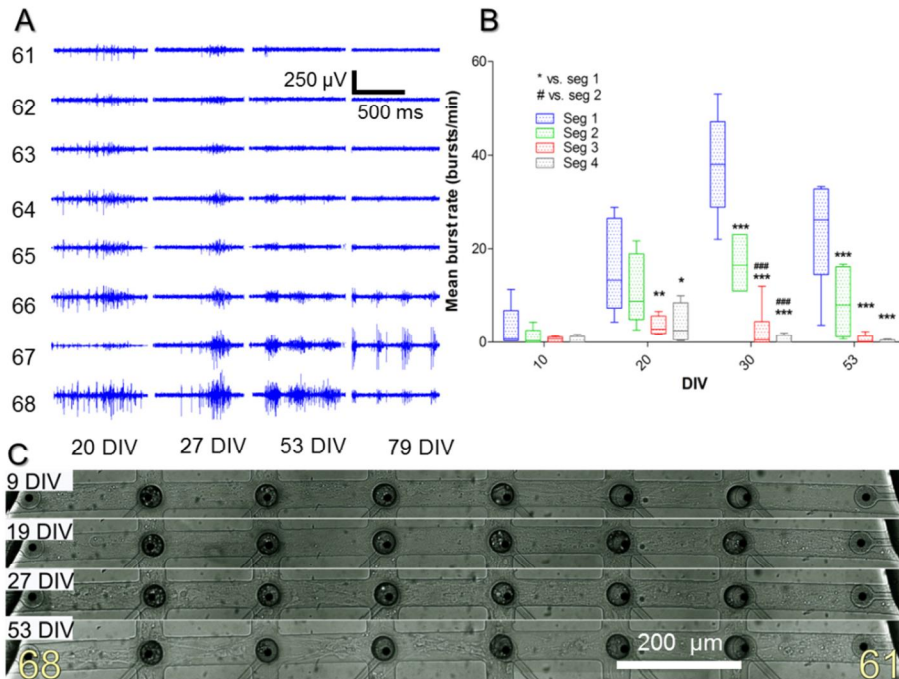 A
61
62
63
64
65
66
67
68
250 µV
500 ms
20 DIV
27 DIV
53 DIV
79 DIV
B
Mean burst rate (bursts/min)
60
40
20
0
* vs. seg 1
# vs. seg 2
Seg 1
Seg 2
Seg 3
Seg 4
**
*
***
###
***
###
***
***
***
***
10
20
30
53
DIV
C
9 DIV
19 DIV
27 DIV
53 DIV
68
200 µm
61